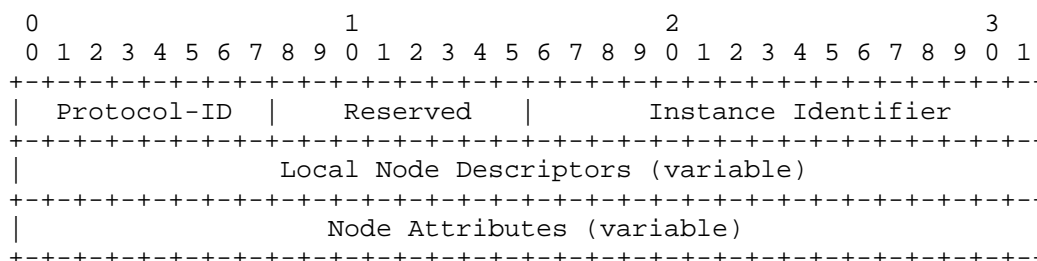 0                   1                   2                   3
0 1 2 3 4 5 6 7 8 9 0 1 2 3 4 5 6 7 8 9 0 1 2 3 4 5 6 7 8 9 0 1
+-+-+-+-+-+-+-+-+-+-+-+-+-+-+-+-+-+-+-+-+-+-+-+-+-+-+-+-+-+-+-+--
|  Protocol-ID  |    Reserved   |       Instance Identifier
+-+-+-+-+-+-+-+-+-+-+-+-+-+-+-+-+-+-+-+-+-+-+-+-+-+-+-+-+-+-+-+--
|                Local Node Descriptors (variable)
+-+-+-+-+-+-+-+-+-+-+-+-+-+-+-+-+-+-+-+-+-+-+-+-+-+-+-+-+-+-+-+--
|                   Node Attributes (variable)
+-+-+-+-+-+-+-+-+-+-+-+-+-+-+-+-+-+-+-+-+-+-+-+-+-+-+-+-+-+-+-+--